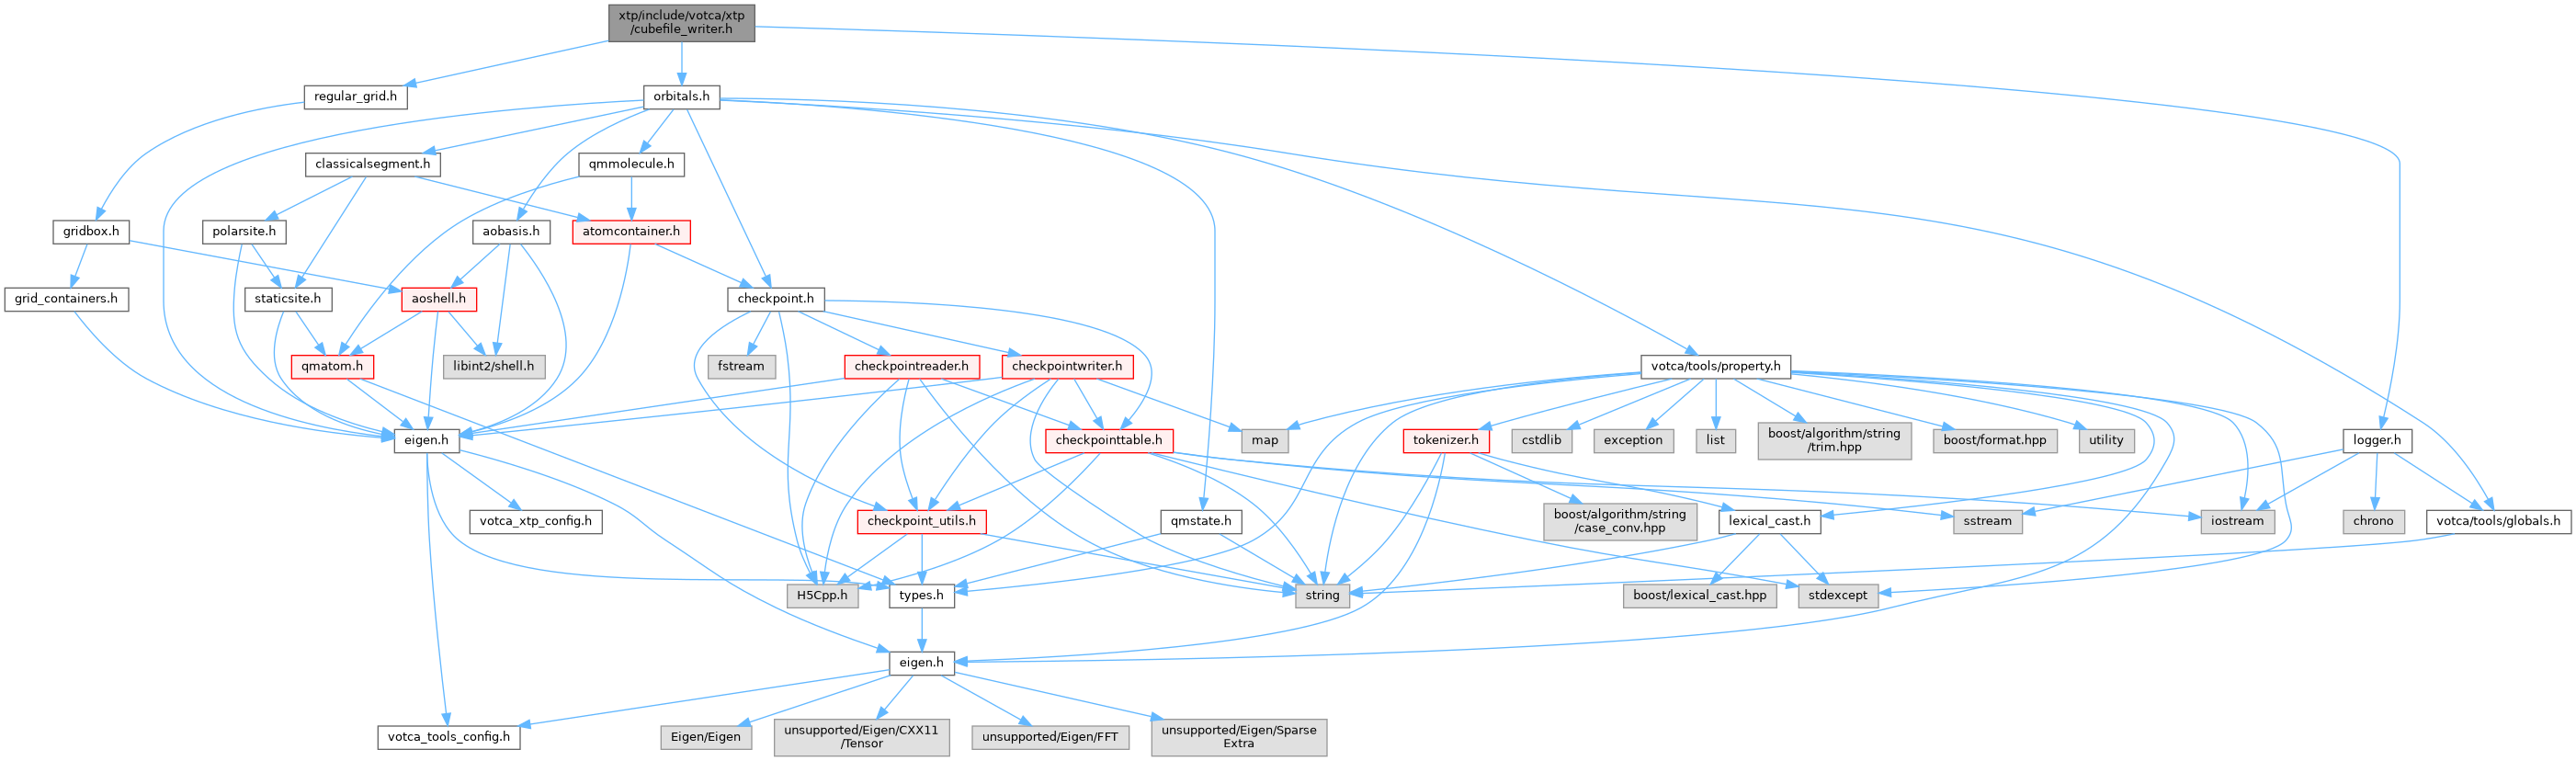 xtp/include/votca/xtp
/cubefile_writer.h
regular_grid.h
orbitals.h
classicalsegment.h
qmmolecule.h
gridbox.h
polarsite.h
aobasis.h
atomcontainer.h
grid_containers.h
staticsite.h
aoshell.h
checkpoint.h
qmatom.h
libint2/shell.h
fstream
checkpointreader.h
checkpointwriter.h
votca/tools/property.h
eigen.h
checkpointtable.h
map
tokenizer.h
cstdlib
exception
list
boost/algorithm/string
/trim.hpp
boost/format.hpp
utility
logger.h
votca_xtp_config.h
checkpoint_utils.h
qmstate.h
boost/algorithm/string
/case_conv.hpp
lexical_cast.h
sstream
iostream
chrono
votca/tools/globals.h
H5Cpp.h
types.h
string
boost/lexical_cast.hpp
stdexcept
eigen.h
votca_tools_config.h
Eigen/Eigen
unsupported/Eigen/CXX11
/Tensor
unsupported/Eigen/FFT
unsupported/Eigen/Sparse
Extra